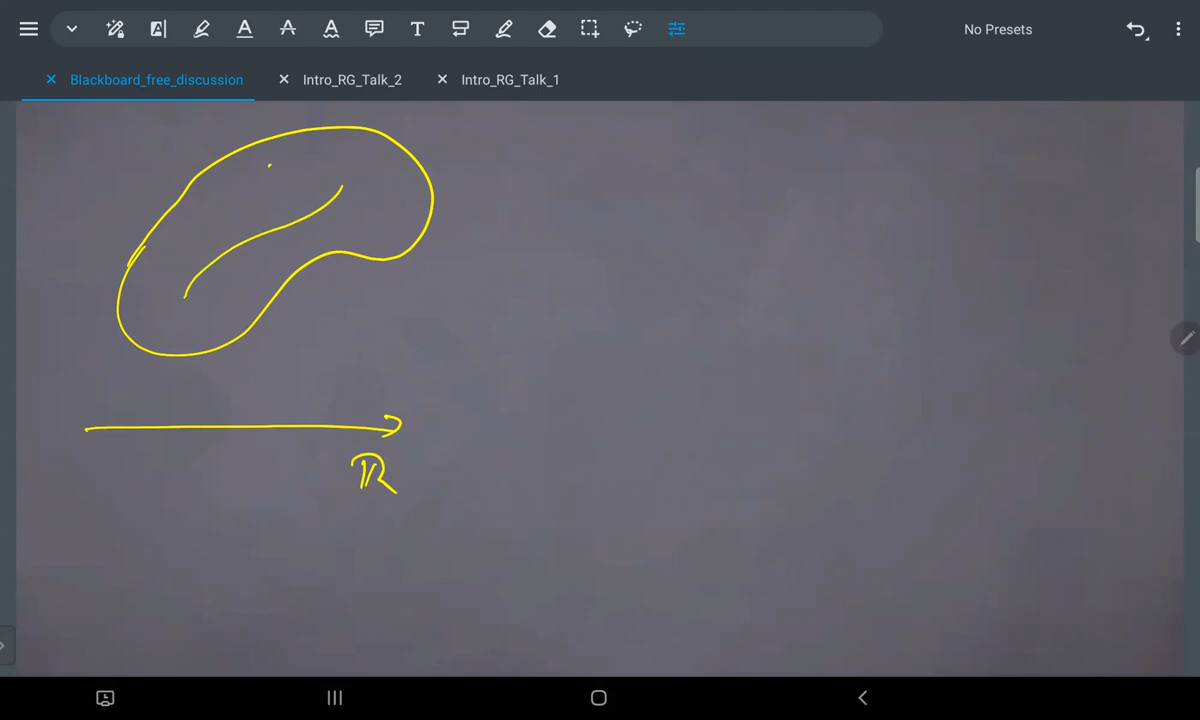 No Presets
Blackboard_free_discussion
Intro_RG_Talk_2
Intro_RG_Talk_1
ℝ